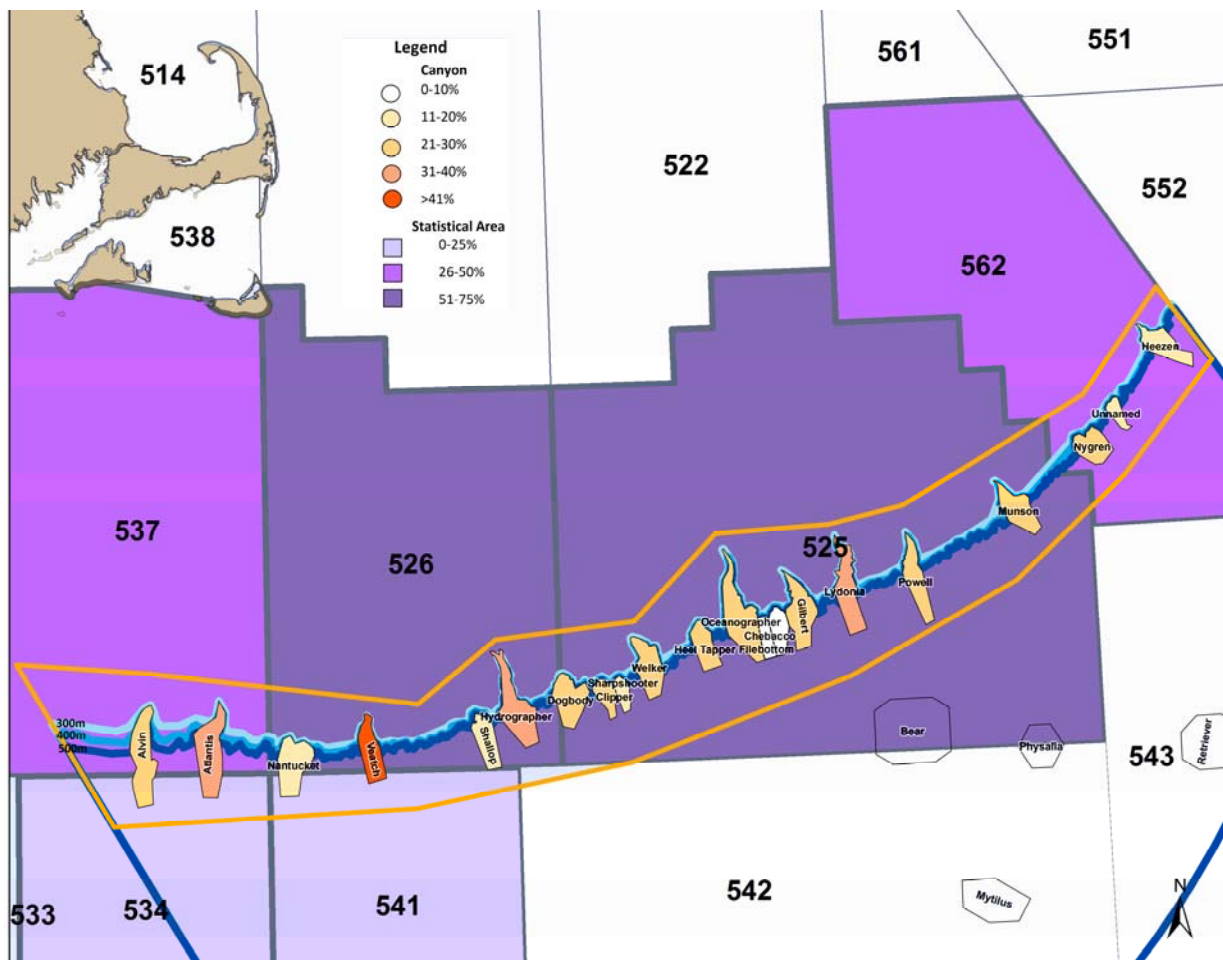 514
538
522
561
551
552
562
537
526
525
533
534
541
542
543
Legend
Canyon
0-10%
11-20%
21-30%
31-40%
>41%
Statistical Area
0-25%
26-50%
51-75%
Heezen
Unnamed
Nygren
Munson
Powell
Lydonia
Gilbert
Oceanographer
Chebacco
Filebottom
Heel Tapper
Welker
Sharpshooter
Clipper
Dogbody
Hydrographer
Shallop
Veatch
Nantucket
Atlantis
Alvin
300m
400m
500m
Bear
Physalia
Retriever
Mytilus
N